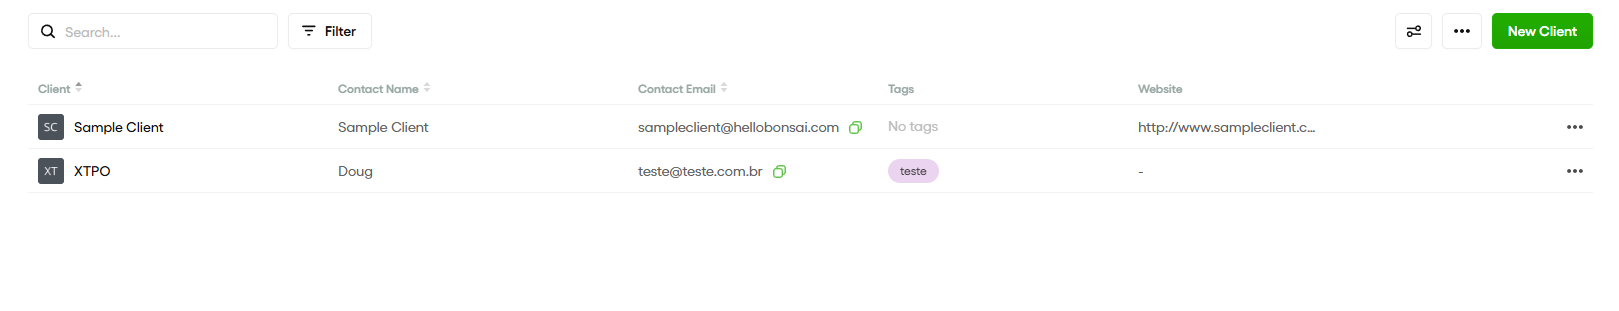 Search... Filter New Client
Client Contact Name Contact Email Tags Website
SC Sample Client Sample Client sampleclient@hellobonsai.com No tags http://www.sampleclient.c...
XT XTPO Doug teste@teste.com.br teste -